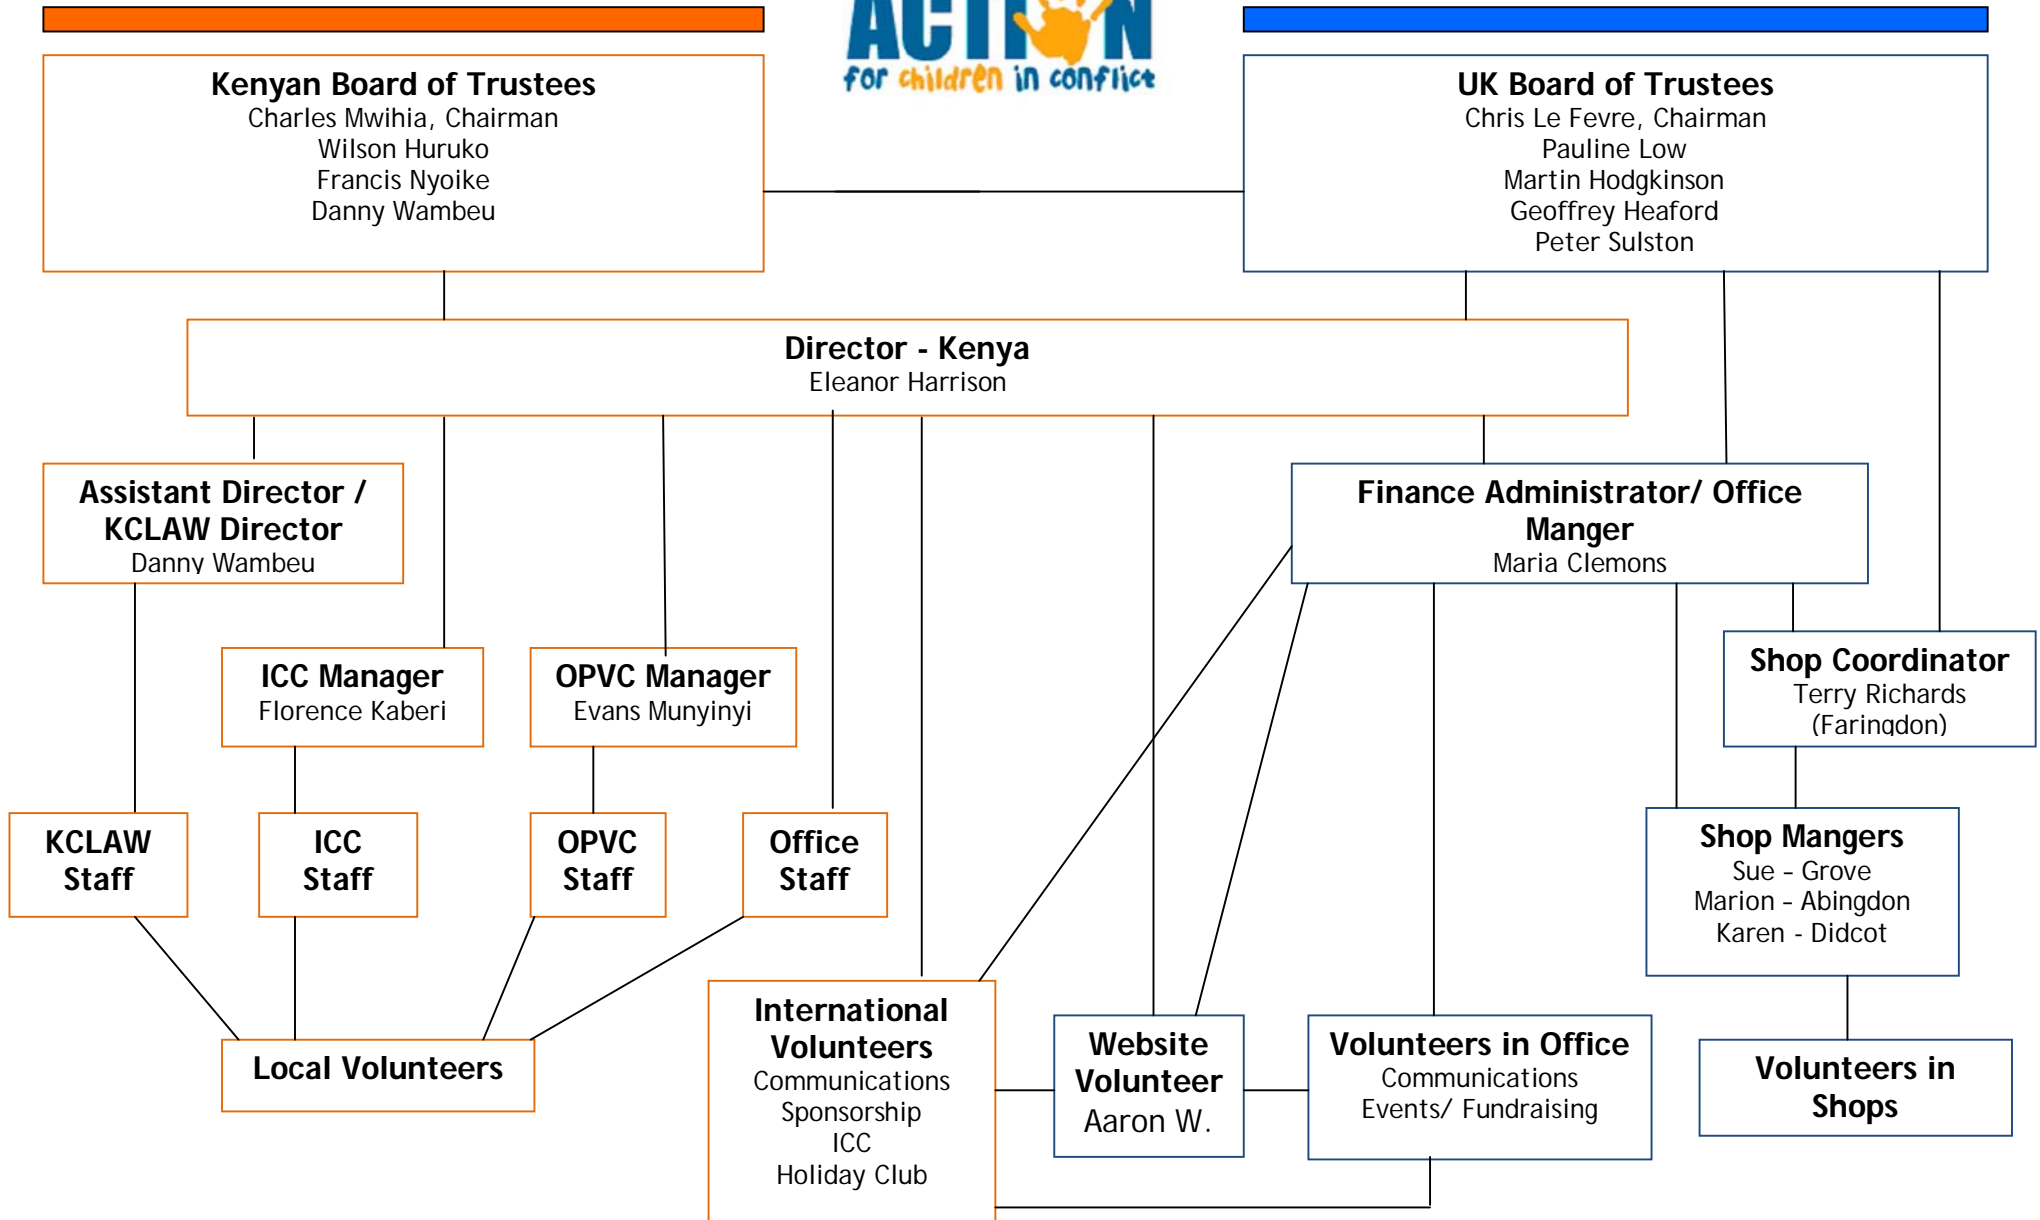 ACTION
for children in conflict
Kenyan Board of Trustees
Charles Mwihia, Chairman
Wilson Huruko
Francis Nyoike
Danny Wambeu
UK Board of Trustees
Chris Le Fevre, Chairman
Pauline Low
Martin Hodgkinson
Geoffrey Heaford
Peter Sulston
Director - Kenya
Eleanor Harrison
Assistant Director /
KCLAW Director
Danny Wambeu
Finance Administrator/ Office
Manger
Maria Clemons
ICC Manager
Florence Kaberi
OPVC Manager
Evans Munyinyi
Shop Coordinator
Terry Richards
(Faringdon)
KCLAW
Staff
ICC
Staff
OPVC
Staff
Office
Staff
Shop Mangers
Sue – Grove
Marion – Abingdon
Karen - Didcot
Local Volunteers
International
Volunteers
Communications
Sponsorship
ICC
Holiday Club
Website
Volunteer
Aaron W.
Volunteers in Office
Communications
Events/ Fundraising
Volunteers in
Shops